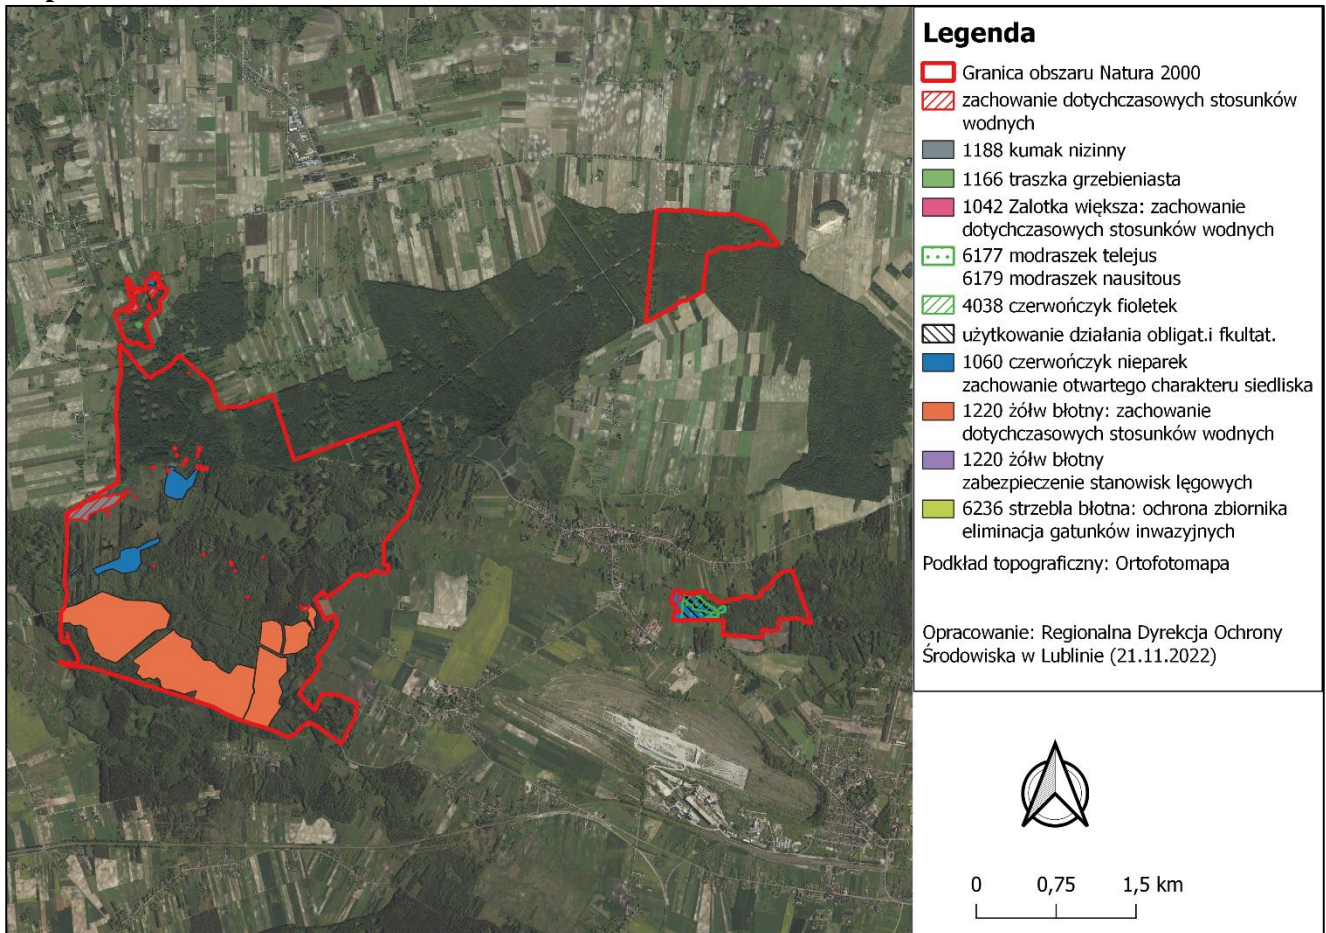 Legenda
Granica obszaru Natura 2000
zachowanie dotychczasowych stosunków
wodnych
1188 kumak nizinny
1166 traszka grzebieniasta
1042 Zalotka większa: zachowanie
dotychczasowych stosunków wodnych
6177 modraszek telejus
6179 modraszek nausitous
4038 czerwończyk fioletek
użytkowanie działania obligat.i fkultat.
1060 czerwończyk nieparek
zachowanie otwartego charakteru siedliska
1220 żółw błotny: zachowanie
dotychczasowych stosunków wodnych
1220 żółw błotny
zabezpieczenie stanowisk lęgowych
6236 strzebla błotna: ochrona zbiornika
eliminacja gatunków inwazyjnych
Podkład topograficzny: Ortofotomapa
Opracowanie: Regionalna Dyrekcja Ochrony
Środowiska w Lublinie (21.11.2022)
0 0,75 1,5 km